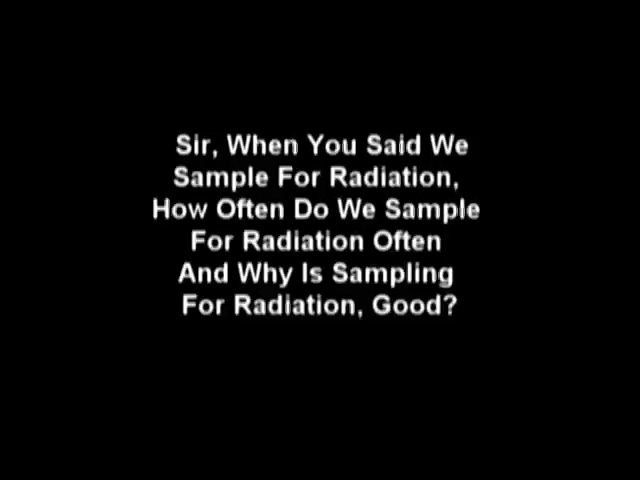 Sir, When You Said We
Sample For Radiation,
How Often Do We Sample
For Radiation Often
And Why Is Sampling
For Radiation, Good?